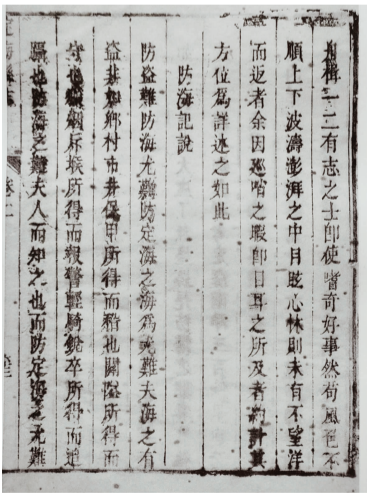 舟楫一二有志之士即使嗜奇好事然苟風色不
順上下波濤澎湃之中目眩心怵則未有不望洋
而返者余因巡哨之暇即目耳之所及者約計其
方位爲詳述之如此
防海記說
防盜難防海尤難防定海之海爲尤難夫海之有
盜非如鄉村市井保甲所得而稽也關隘所得而
守也斥堠所得而報警輕騎銳卒所得而追
躡也防海之難夫人而知之也而防定海之尤難